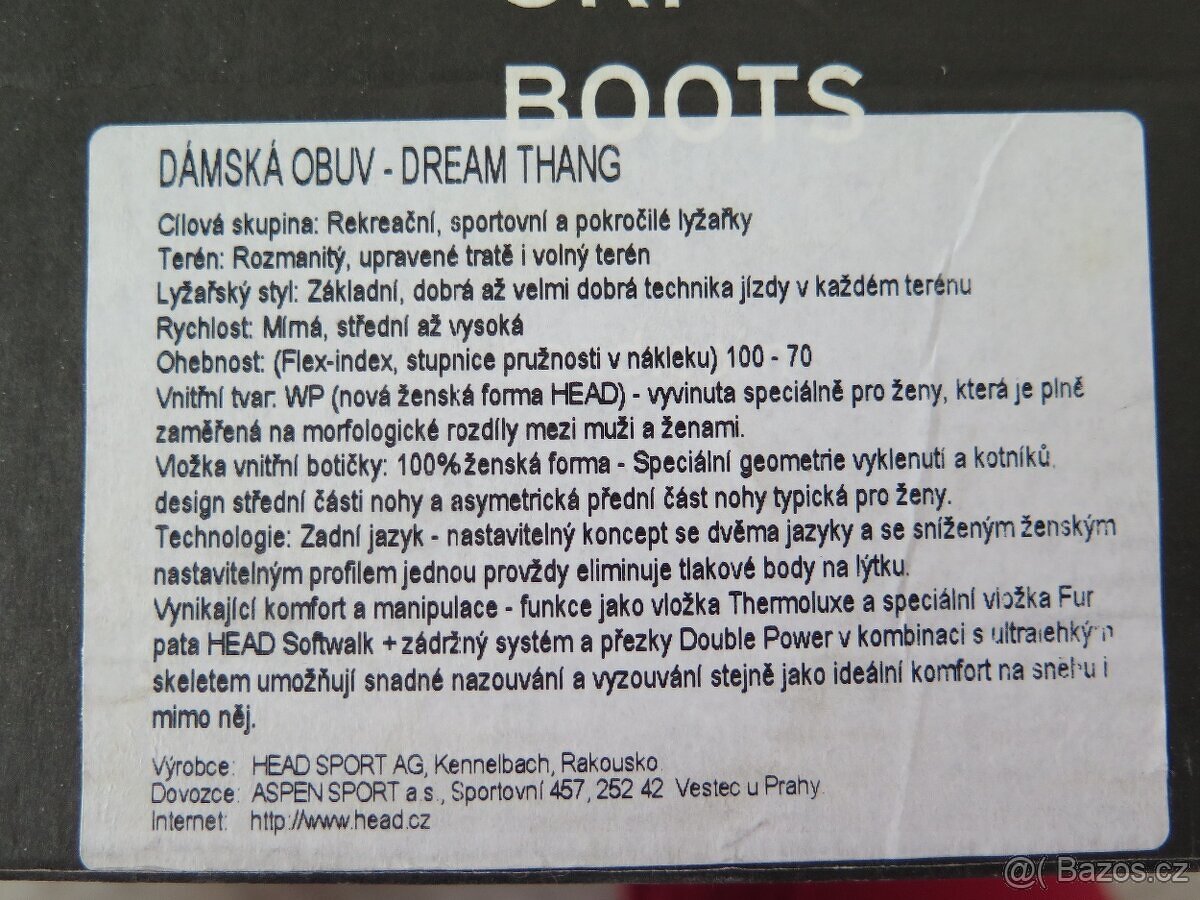 BOOTS
DÁMSKÁ OBUV - DREAM THANG
Cílová skupina: Rekreační, sportovní a pokročilé lyžařky
Terén: Rozmanitý, upravené tratě i volný terén
Lyžařský styl: Základní, dobrá až velmi dobrá technika jízdy v každém terénu
Rychlost: Mírná, střední až vysoká
Ohebnost: (Flex-index, stupnice pružnosti v nákleku) 100 - 70
Vnitřní tvar: WP (nová ženská forma HEAD) - vyvinuta speciálně pro ženy, která je plně
zaměřená na morfologické rozdíly mezi muži a ženami.
Vložka vnitřní botičky: 100% ženská forma - Speciální geometrie vyklenutí a kotníků,
design střední části nohy a asymetrická přední část nohy typická pro ženy.
Technologie: Zadní jazyk - nastavitelný koncept se dvěma jazyky a se sníženým ženským
nastavitelným profilem jednou provždy eliminuje tlakové body na lýtku.
Vynikající komfort a manipulace - funkce jako vložka Thermoluxe a speciální vložka Fur
pata HEAD Softwalk + zádržný systém a přezky Double Power v kombinaci s ultralehkým
skeletem umožňují snadné nazouvání a vyzouvání stejně jako ideální komfort na sněhu i
mimo něj.
Výrobce: HEAD SPORT AG, Kennelbach, Rakousko
Dovozce: ASPEN SPORT a.s., Sportovní 457, 252 42 Vestec u Prahy
Internet: http://www.head.cz
@( Bazos.cz